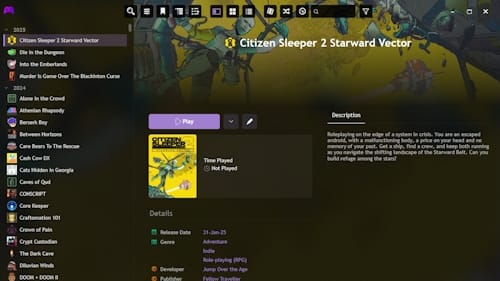 2025
Citizen Sleeper 2 Starward Vector
Die in the Dungeon
Into the Emberlands
Murder Is Game Over The Blackinton Curse
2024
Alone in the Crowd
Athenian Rhapsody
Berserk Boy
Between Horizons
Care Bears To The Rescue
Cash Cow DX
Cats Hidden in Georgia
Caves of Qud
CONSCRIPT
Core Keeper
Craftomation 101
Crown of Pain
Crypt Custodian
The Dark Cave
Diluvian Winds
DOOM + DOOM II
Citizen Sleeper 2 Starward Vector
Play
CITIZEN
SLEEPER
Time Played
Not Played
Details
Release Date
31-Jan-25
Genre
Adventure
Indie
Role-playing (RPG)
Developer
Jump Over the Age
Publisher
Fellow Traveller
Description
Roleplaying on the edge of a system in crisis. You are an escaped
android, with a malfunctioning body, a price on your head and no
memory of your past. Get a ship, find a crew, and keep both running
as you navigate the shifting landscape of the Starward Belt. Can you
build refuge among the stars?